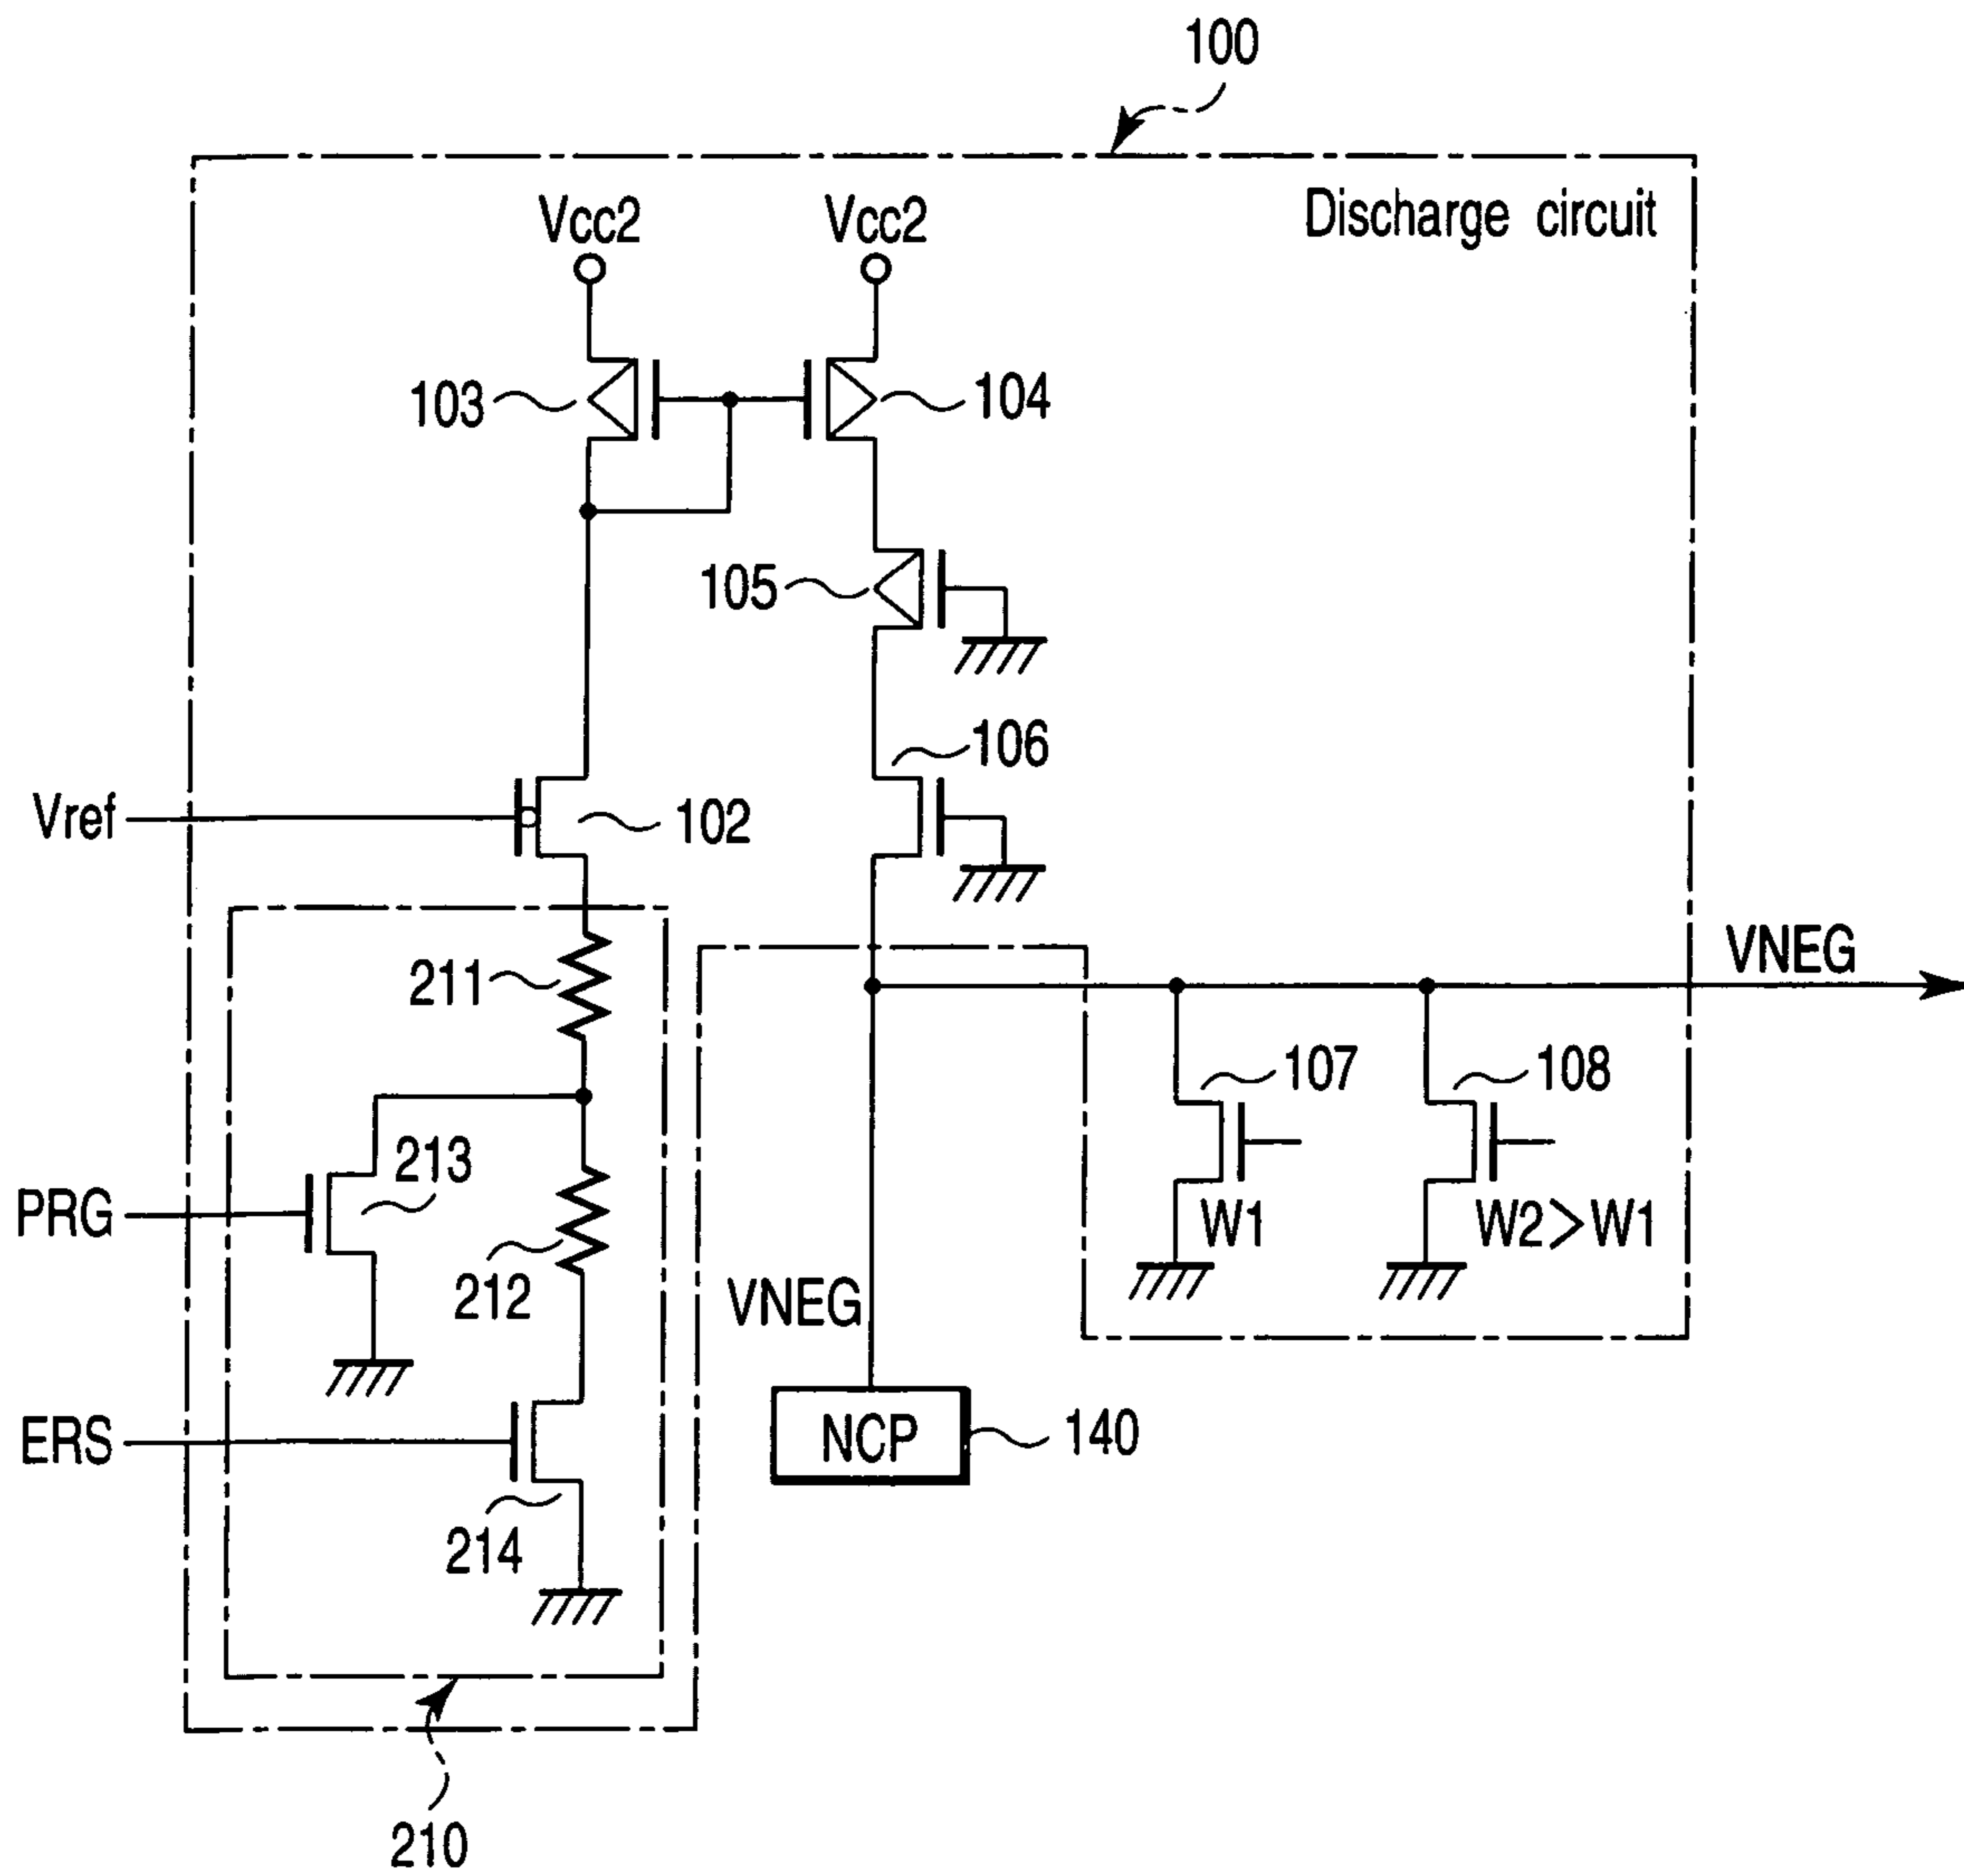 100
Discharge circuit
Vcc2
Vcc2
103
104
105
106
Vref
102
211
VNEG
107
108
213
PRG
W1
W2>W1
212
VNEG
ERS
NCP
140
214
210